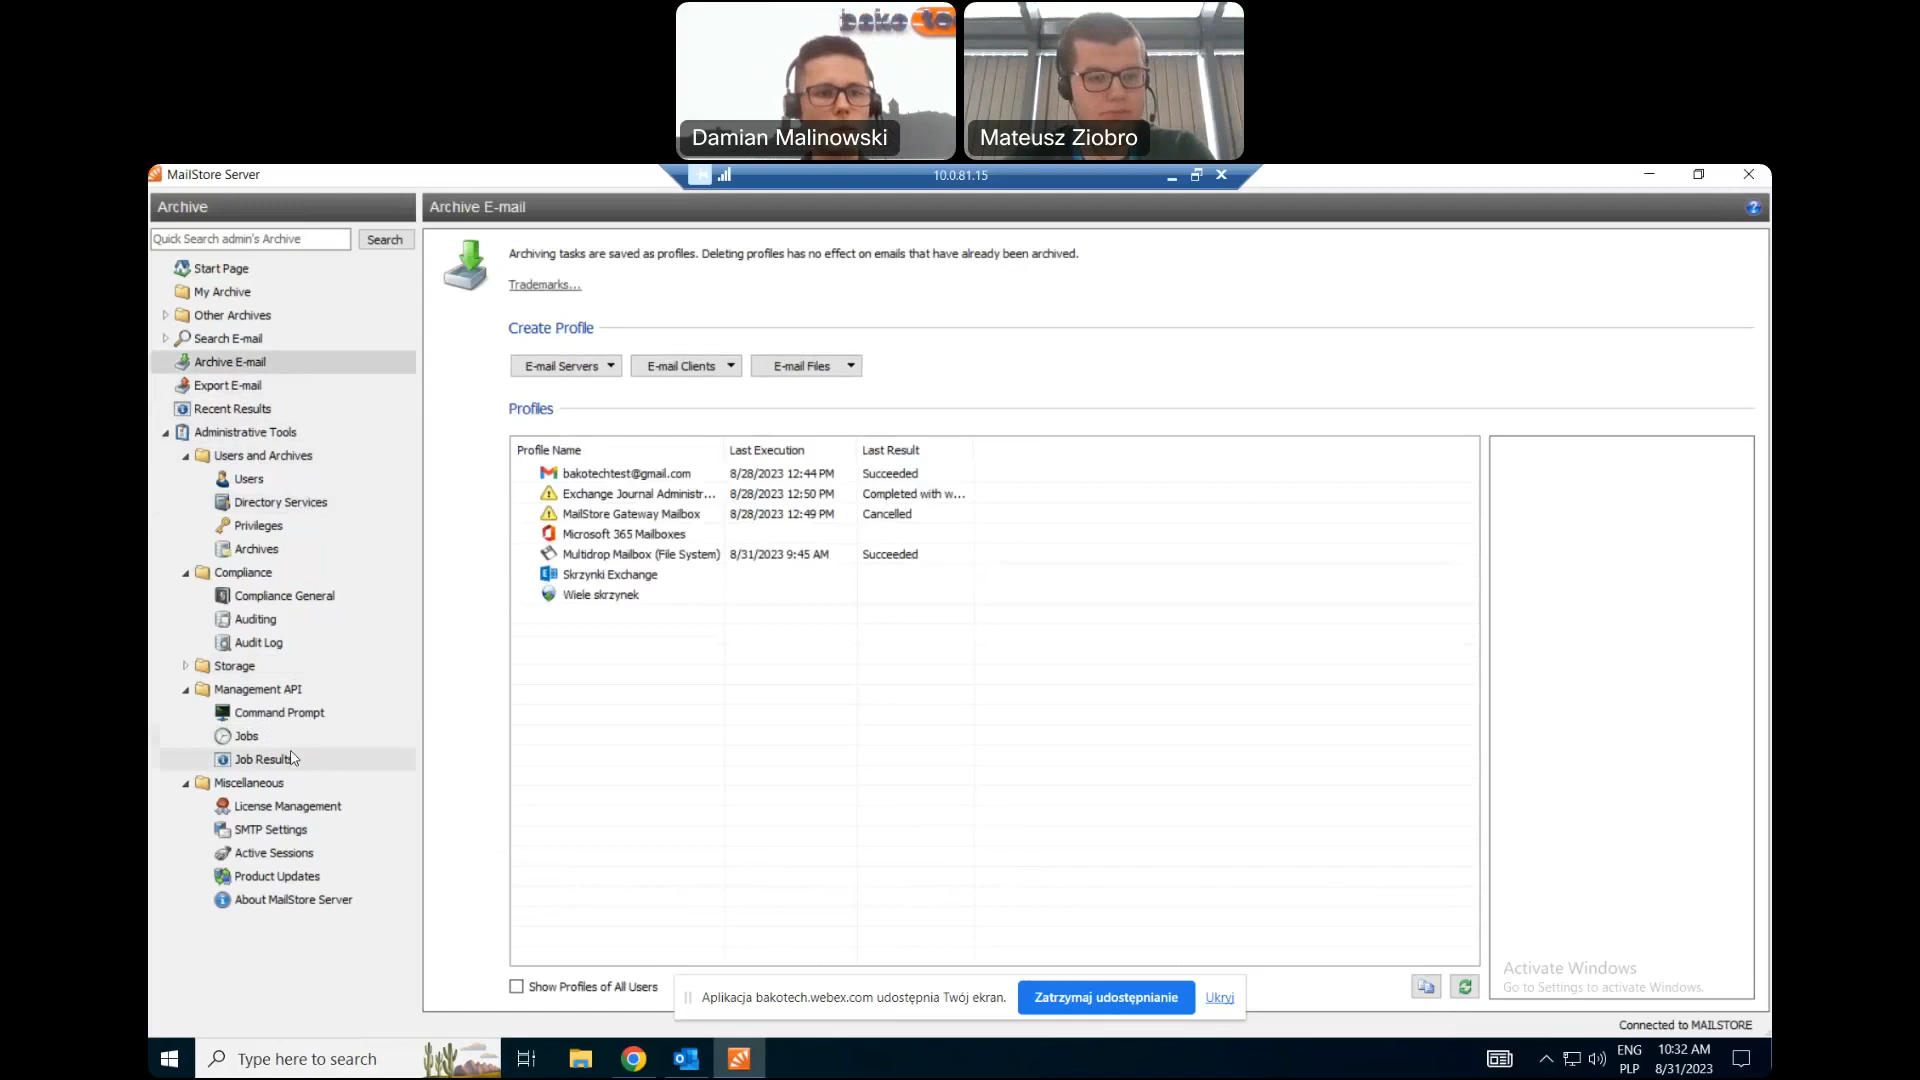 bako
Damian Malinowski
Mateusz Ziobro
MailStore Server
10.0.81.15
Archive
Archive E-mail
Quick Search admin's Archive
Search
Start Page
My Archive
Other Archives
Search E-mail
Archive E-mail
Export E-mail
Recent Results
Administrative Tools
Users and Archives
Users
Directory Services
Privileges
Archives
Compliance
Compliance General
Auditing
Audit Log
Storage
Management API
Command Prompt
Jobs
Job Results
Miscellaneous
License Management
SMTP Settings
Active Sessions
Product Updates
About MailStore Server
Archiving tasks are saved as profiles. Deleting profiles has no effect on emails that have already been archived.
Trademarks...
Create Profile
E-mail Servers
E-mail Clients
E-mail Files
Profiles
Profile Name Last Execution Last Result
bakotechtest@gmail.com 8/28/2023 12:44 PM Succeeded
Exchange Journal Administr... 8/28/2023 12:50 PM Completed with w...
MailStore Gateway Mailbox 8/28/2023 12:49 PM Cancelled
Microsoft 365 Mailboxes
Multidrop Mailbox (File System) 8/31/2023 9:45 AM Succeeded
Skrzynki Exchange
Wiele skrzynek
Show Profiles of All Users
Aplikacja bakotech.webex.com udostępnia Twój ekran.
Zatrzymaj udostępnianie
Ukryj
Activate Windows
Go to Settings to activate Windows.
Connected to MAILSTORE
Type here to search
ENG
PLP
10:32 AM
8/31/2023